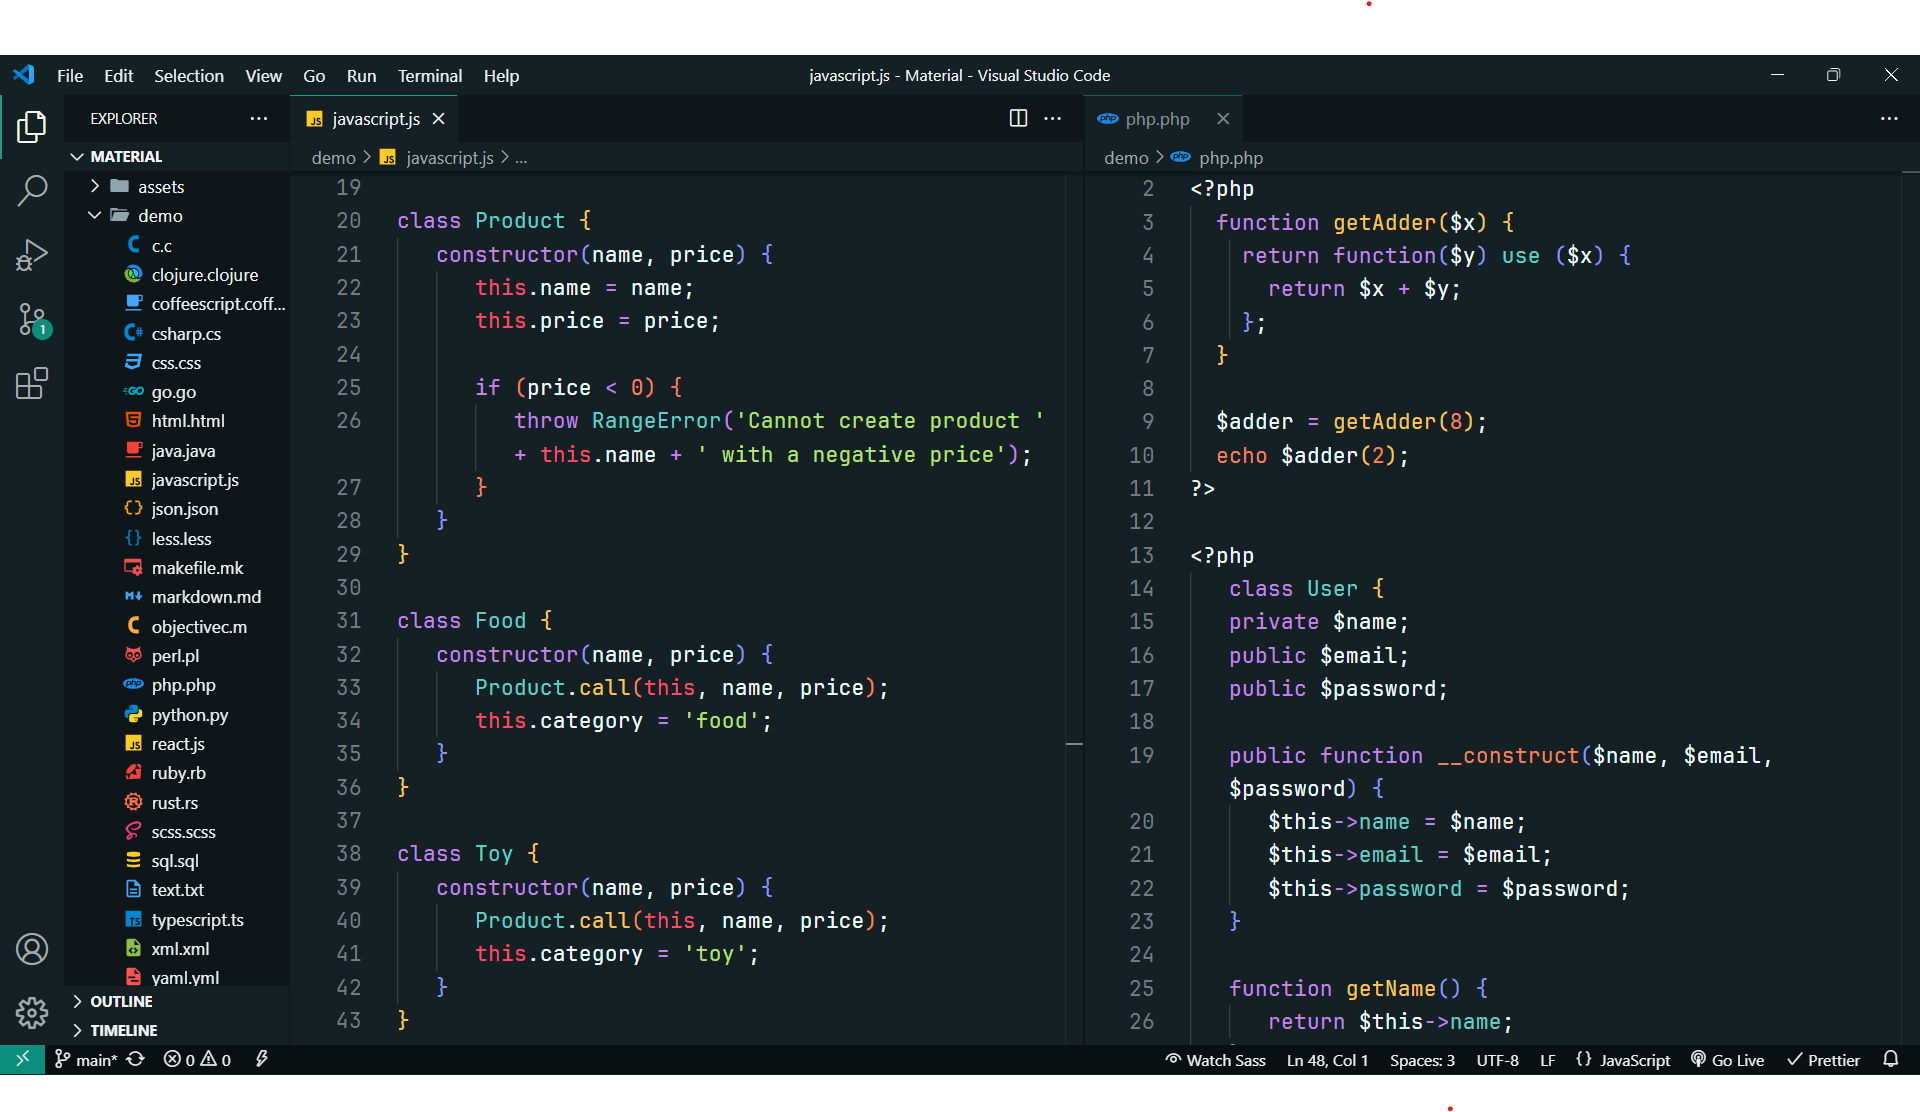 File Edit Selection View Go Run Terminal Help
javascript.js - Material - Visual Studio Code
EXPLORER
MATERIAL
assets
demo
c.c
clojure.clojure
coffeescript.coff...
csharp.cs
css.css
go.go
html.html
java.java
javascript.js
json.json
less.less
makefile.mk
markdown.md
objectivec.m
perl.pl
php.php
python.py
react.js
ruby.rb
rust.rs
scss.scss
sql.sql
text.txt
typescript.ts
xml.xml
yaml.yml
OUTLINE
TIMELINE
1
javascript.js
demo > javascript.js > ...
19
20 class Product {
21 constructor(name, price) {
22 this.name = name;
23 this.price = price;
24
25 if (price < 0) {
26 throw RangeError('Cannot create product '
+ this.name + ' with a negative price');
27 }
28 }
29 }
30
31 class Food {
32 constructor(name, price) {
33 Product.call(this, name, price);
34 this.category = 'food';
35 }
36 }
37
38 class Toy {
39 constructor(name, price) {
40 Product.call(this, name, price);
41 this.category = 'toy';
42 }
43 }
php.php
demo > php.php
2 <?php
3 function getAdder($x) {
4 return function($y) use ($x) {
5 return $x + $y;
6 };
7 }
8
9 $adder = getAdder(8);
10 echo $adder(2);
11 ?>
12
13 <?php
14 class User {
15 private $name;
16 public $email;
17 public $password;
18
19 public function __construct($name, $email,
$password) {
20 $this->name = $name;
21 $this->email = $email;
22 $this->password = $password;
23 }
24
25 function getName() {
26 return $this->name;
main* 0 0
Watch Sass Ln 48, Col 1 Spaces: 3 UTF-8 LF {} JavaScript Go Live Prettier